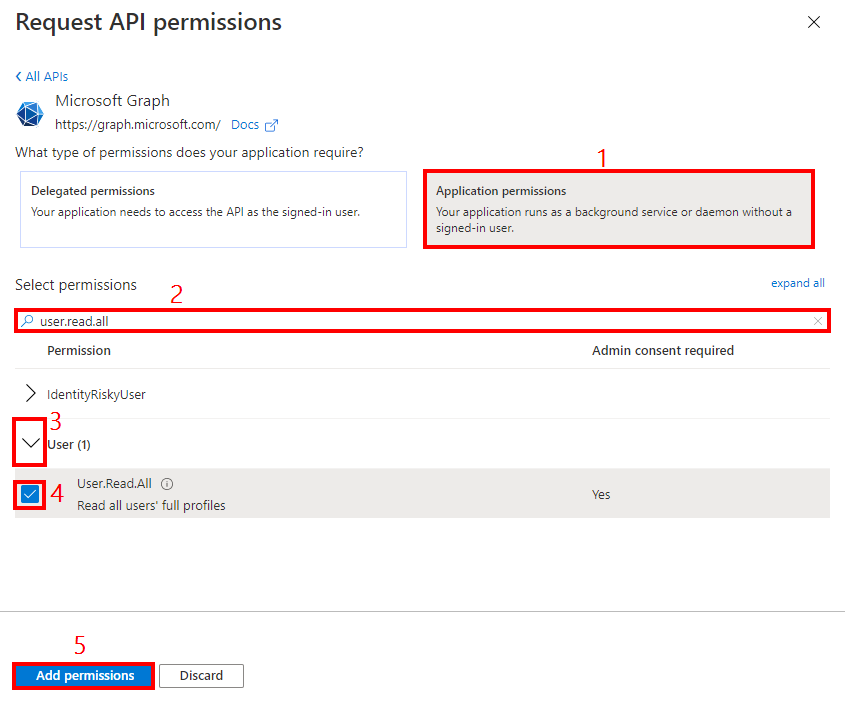 Request API permissions
All APIs
Microsoft Graph
https://graph.microsoft.com/ Docs
What type of permissions does your application require?
1
Delegated permissions
Your application needs to access the API as the signed-in user.
Application permissions
Your application runs as a background service or daemon without a
signed-in user.
Select permissions
expand all
2
user.read.all
Permission
Admin consent required
IdentityRiskyUser
3
User (1)
4
User.Read.All
Read all users' full profiles
Yes
5
Add permissions
Discard